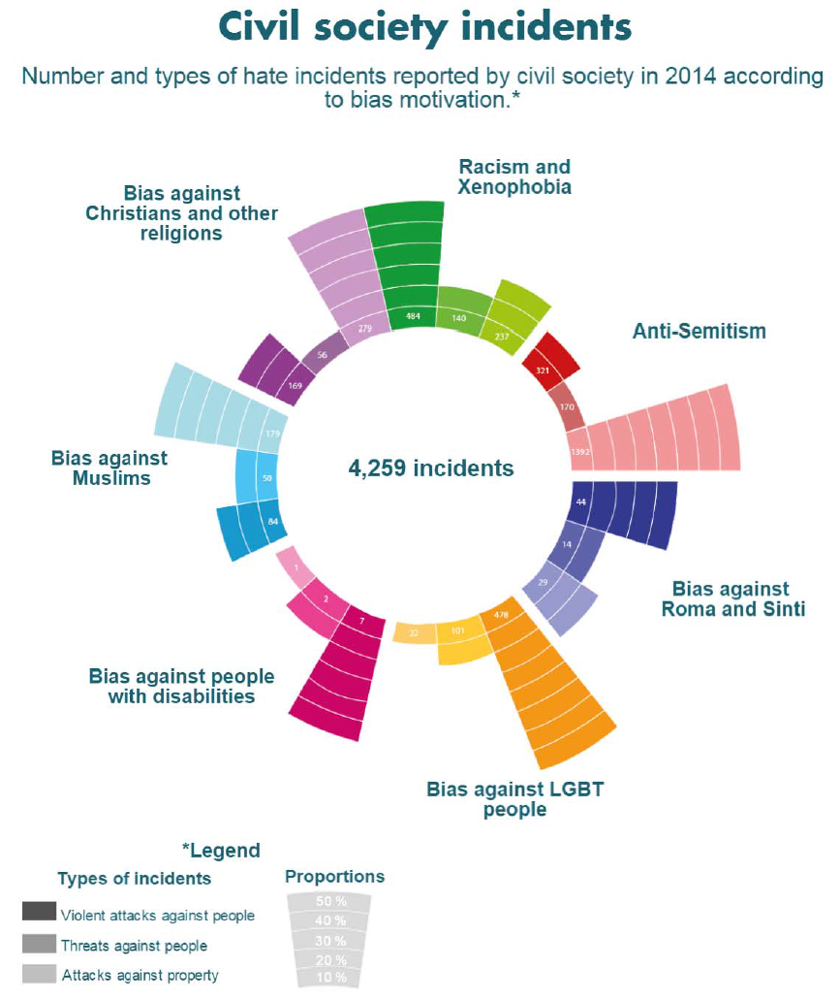 Civil society incidents
Number and types of hate incidents reported by civil society in 2014 according
to bias motivation.*
Racism and
Xenophobia
484
140
237
Anti-Semitism
321
170
1392
Bias against
Roma and Sinti
44
14
29
Bias against LGBT
people
478
101
22
Bias against people
with disabilities
7
2
1
Bias against
Muslims
84
50
179
Bias against
Christians and other
religions
169
56
279
4,259 incidents
*Legend
Types of incidents
Violent attacks against people
Threats against people
Attacks against property
Proportions
50 %
40 %
30 %
20 %
10 %